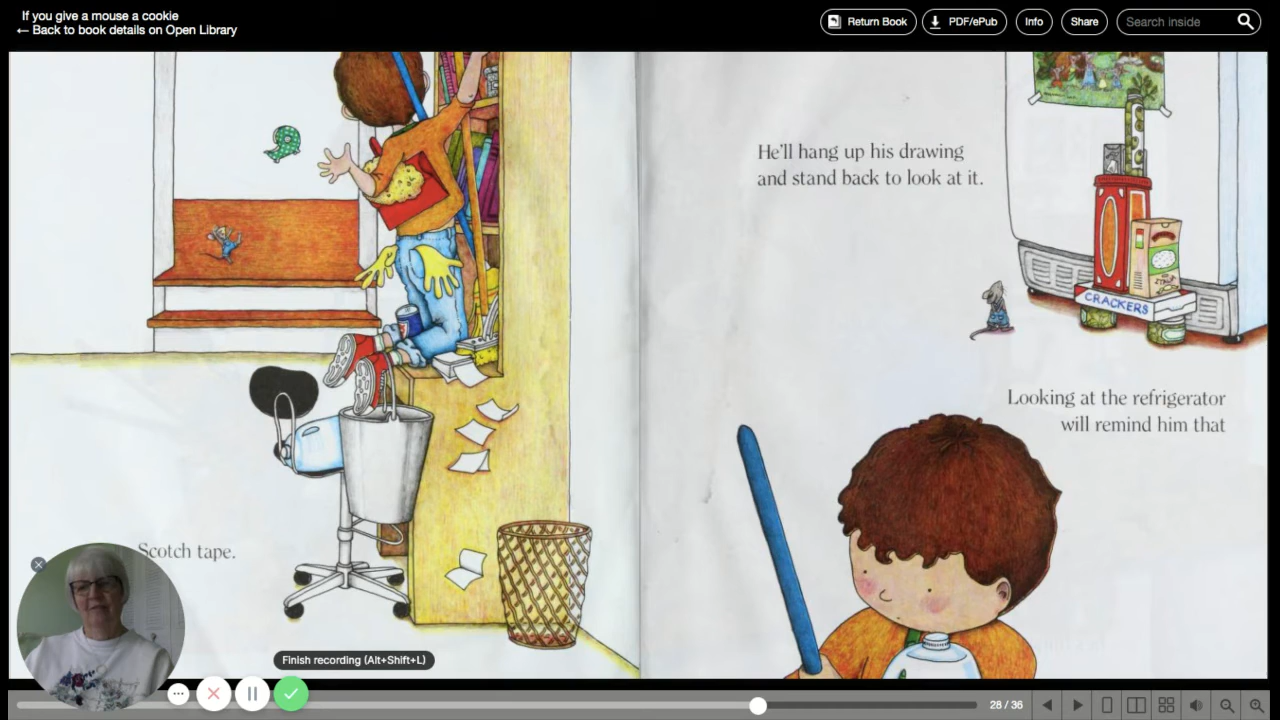 If you give a mouse a cookie
← Back to book details on Open Library
Return Book
PDF/ePub
Info
Share
Search inside
He'll hang up his drawing
and stand back to look at it.
CRACKERS
Looking at the refrigerator
will remind him that
Scotch tape.
Finish recording (Alt+Shift+L)
28 / 36